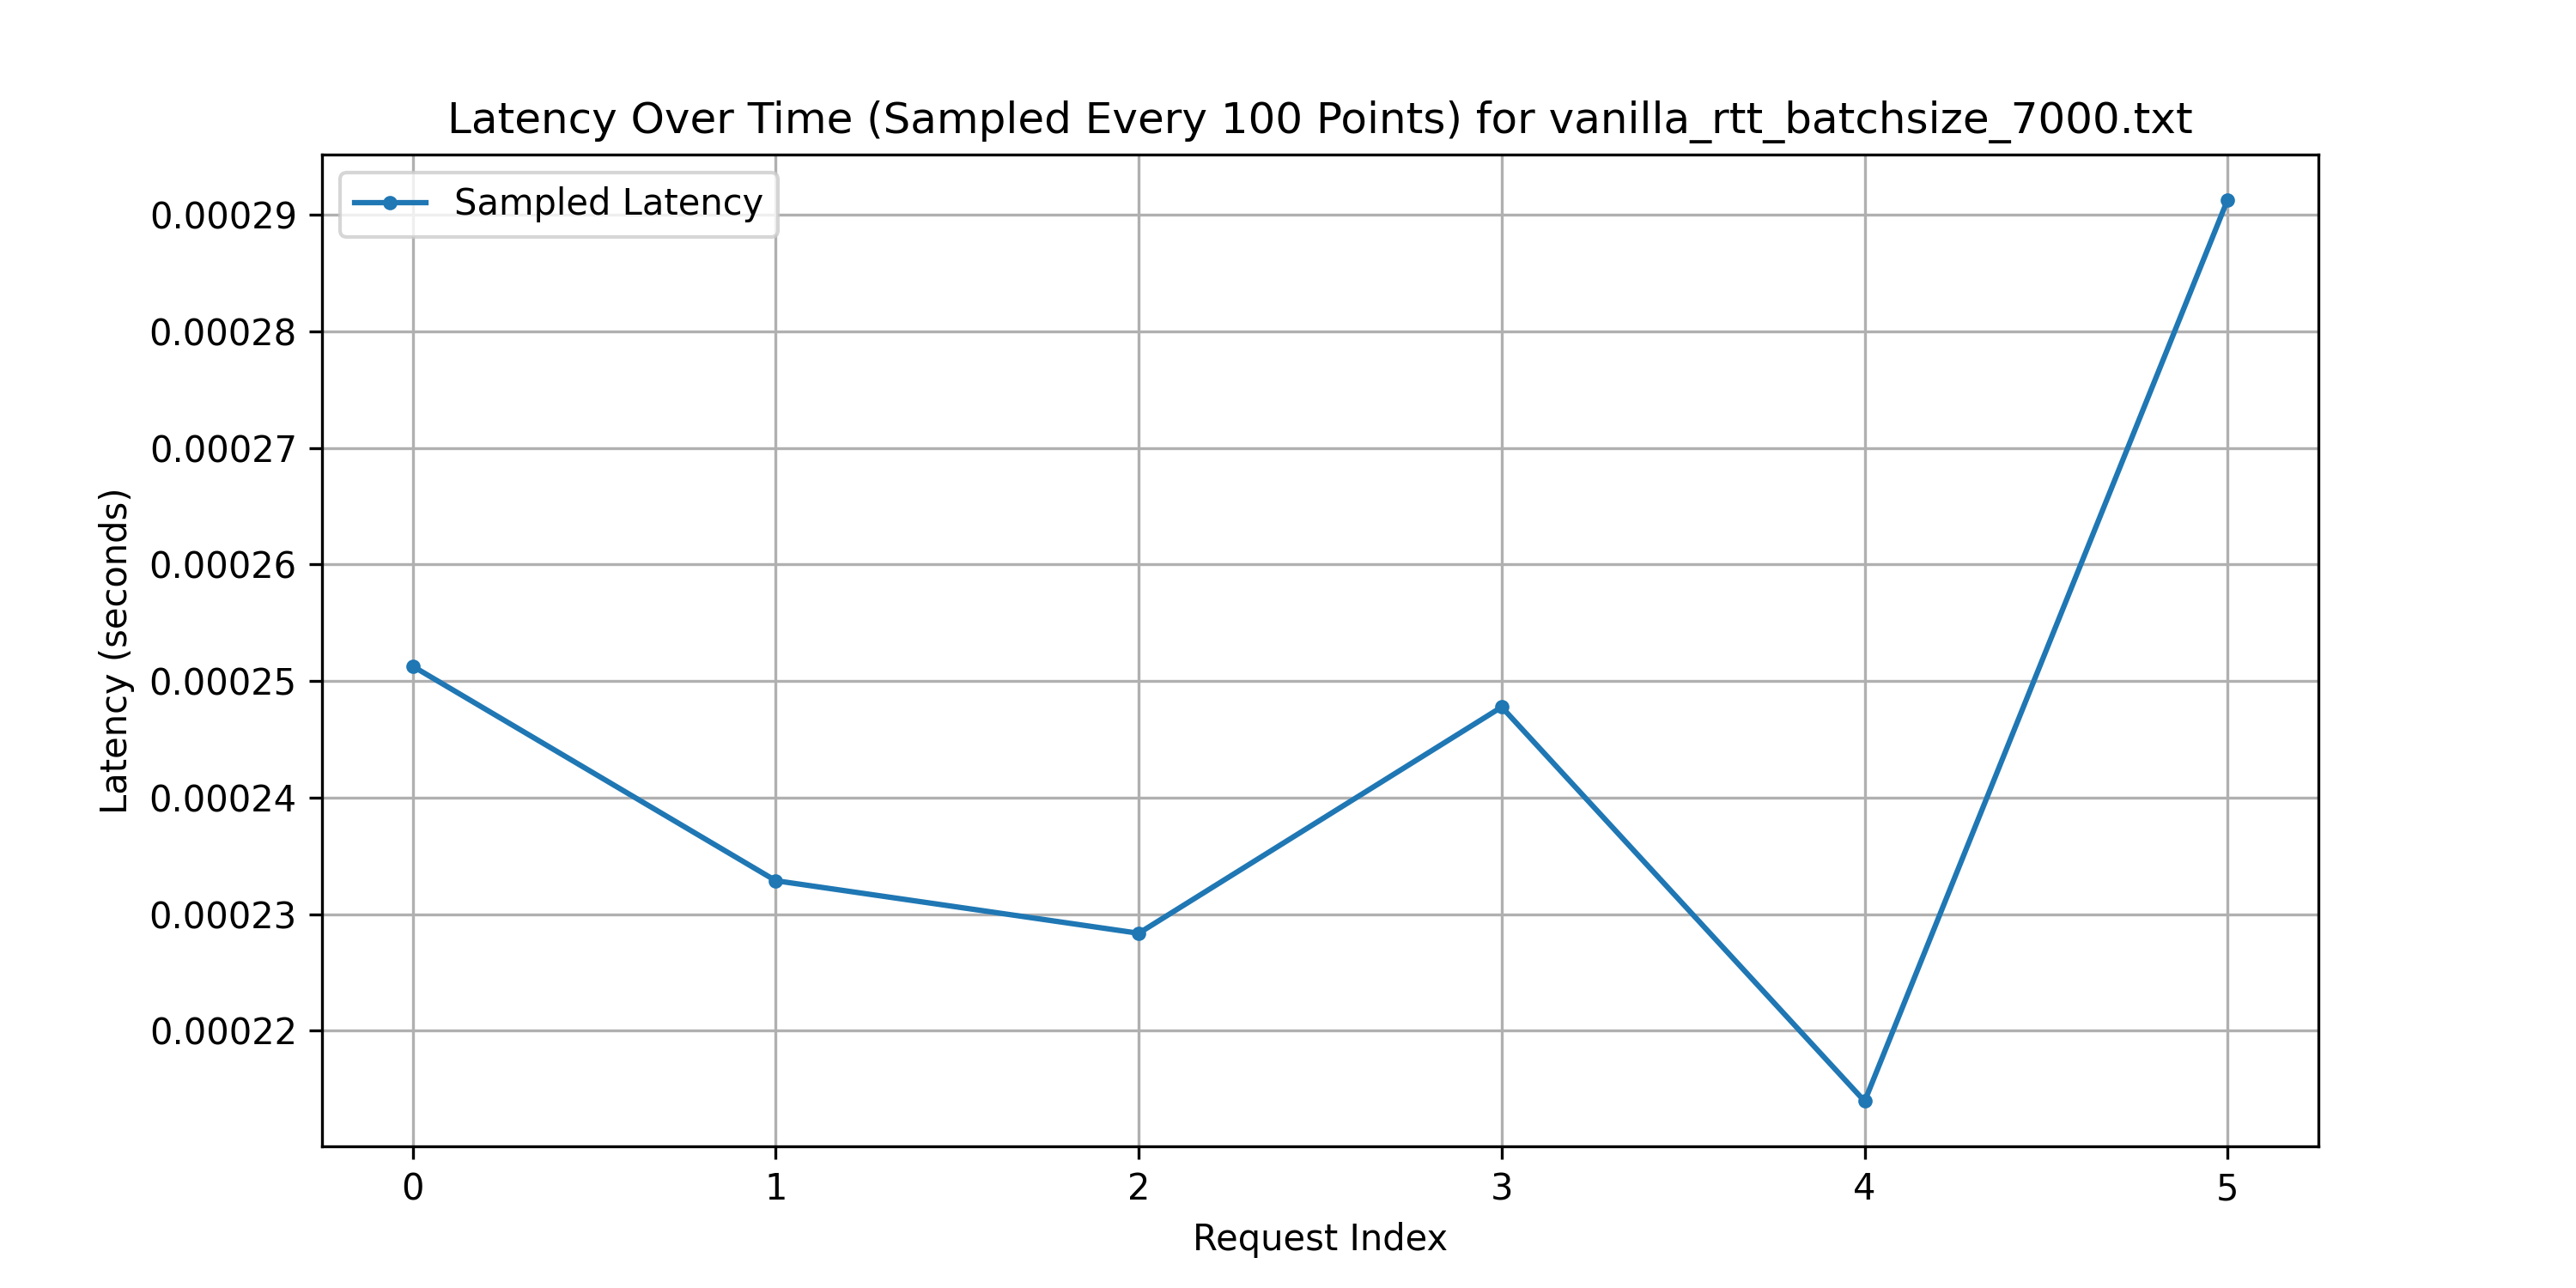 Latency Over Time (Sampled Every 100 Points) for vanilla_rtt_batchsize_7000.txt
Sampled Latency
0.00029
0.00028
0.00027
0.00026
0.00025
0.00024
0.00023
0.00022
Latency (seconds)
0 1 2 3 4 5
Request Index